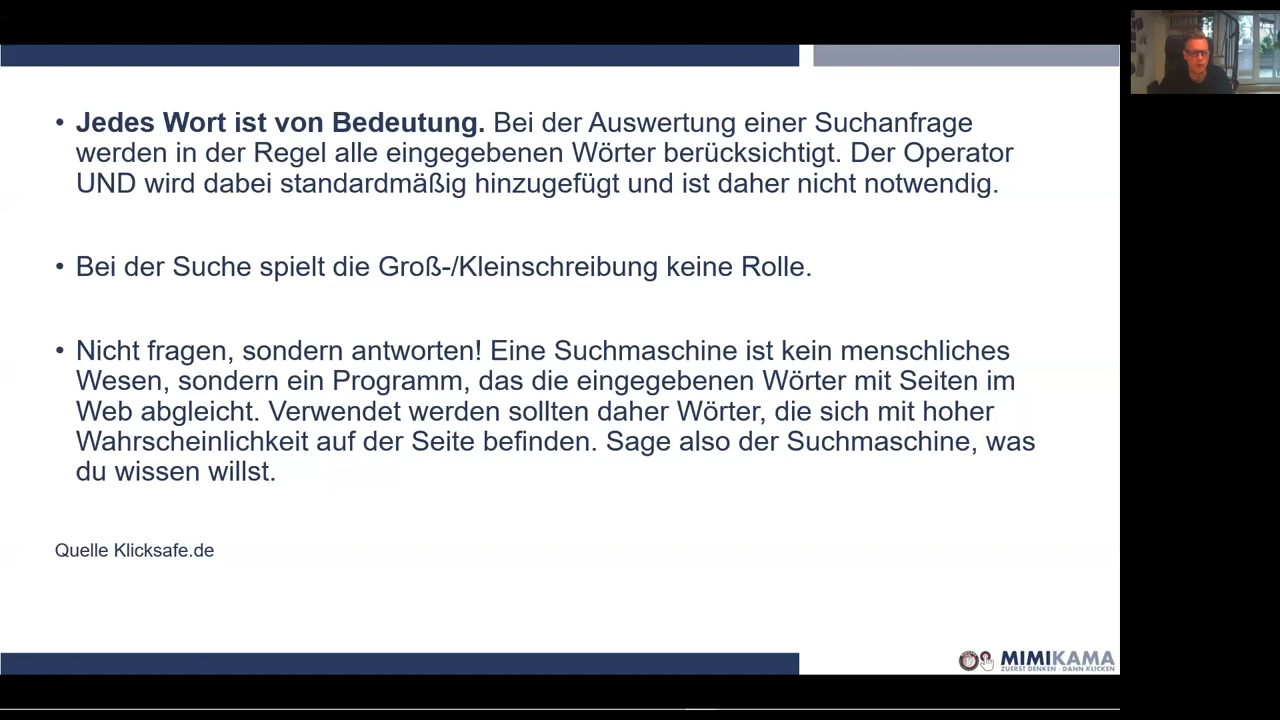 • Jedes Wort ist von Bedeutung. Bei der Auswertung einer Suchanfrage
werden in der Regel alle eingegebenen Wörter berücksichtigt. Der Operator
UND wird dabei standardmäßig hinzugefügt und ist daher nicht notwendig.
• Bei der Suche spielt die Groß-/Kleinschreibung keine Rolle.
• Nicht fragen, sondern antworten! Eine Suchmaschine ist kein menschliches
Wesen, sondern ein Programm, das die eingegebenen Wörter mit Seiten im
Web abgleicht. Verwendet werden sollten daher Wörter, die sich mit hoher
Wahrscheinlichkeit auf der Seite befinden. Sage also der Suchmaschine, was
du wissen willst.
Quelle Klicksafe.de
MIMIKAMA
ZUERST DENKEN - DANN KLICKEN